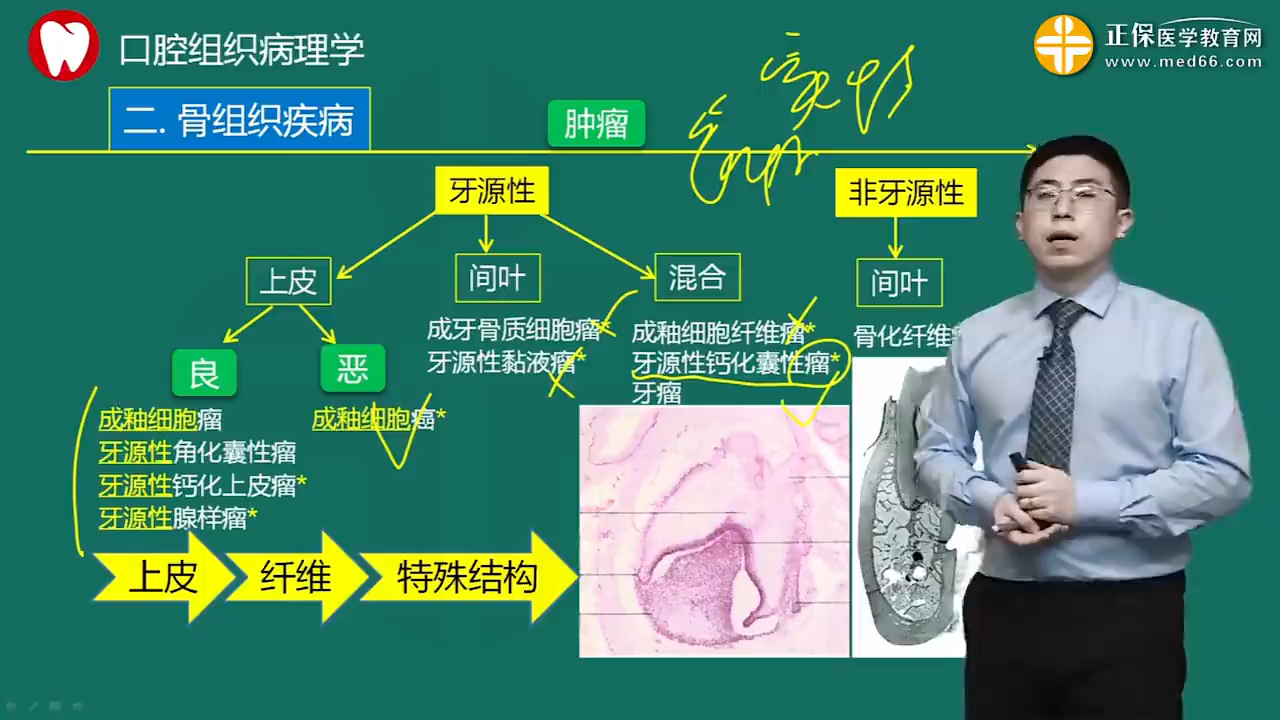 口腔组织病理学
正保医学教育网
www.med66.com
二. 骨组织疾病
肿瘤
牙源性
非牙源性
上皮
间叶
混合
间叶
成牙骨质细胞瘤*
牙源性黏液瘤*
成釉细胞纤维瘤*
牙源性钙化囊性瘤*
牙瘤
骨化纤维
良
恶
成釉细胞瘤
牙源性角化囊性瘤
牙源性钙化上皮瘤*
牙源性腺样瘤*
成釉细胞癌*
上皮
纤维
特殊结构